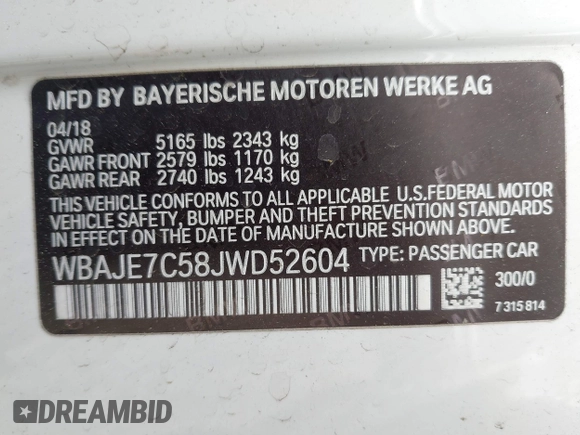 MFD BY BAYERISCHE MOTOREN WERKE AG
04/18
GVWR 5165 lbs 2343 kg
GAWR FRONT 2579 lbs 1170 kg
GAWR REAR 2740 lbs 1243 kg
THIS VEHICLE CONFORMS TO ALL APPLICABLE U.S.FEDERAL MOTOR
VEHICLE SAFETY, BUMPER AND THEFT PREVENTION STANDARDS
IN EFFECT ON THE DATE OF MANUFACTURE SHOWN ABOVE.
WBAJE7C58JWD52604 TYPE: PASSENGER CAR
300/0
7 315 814
DREAMBID